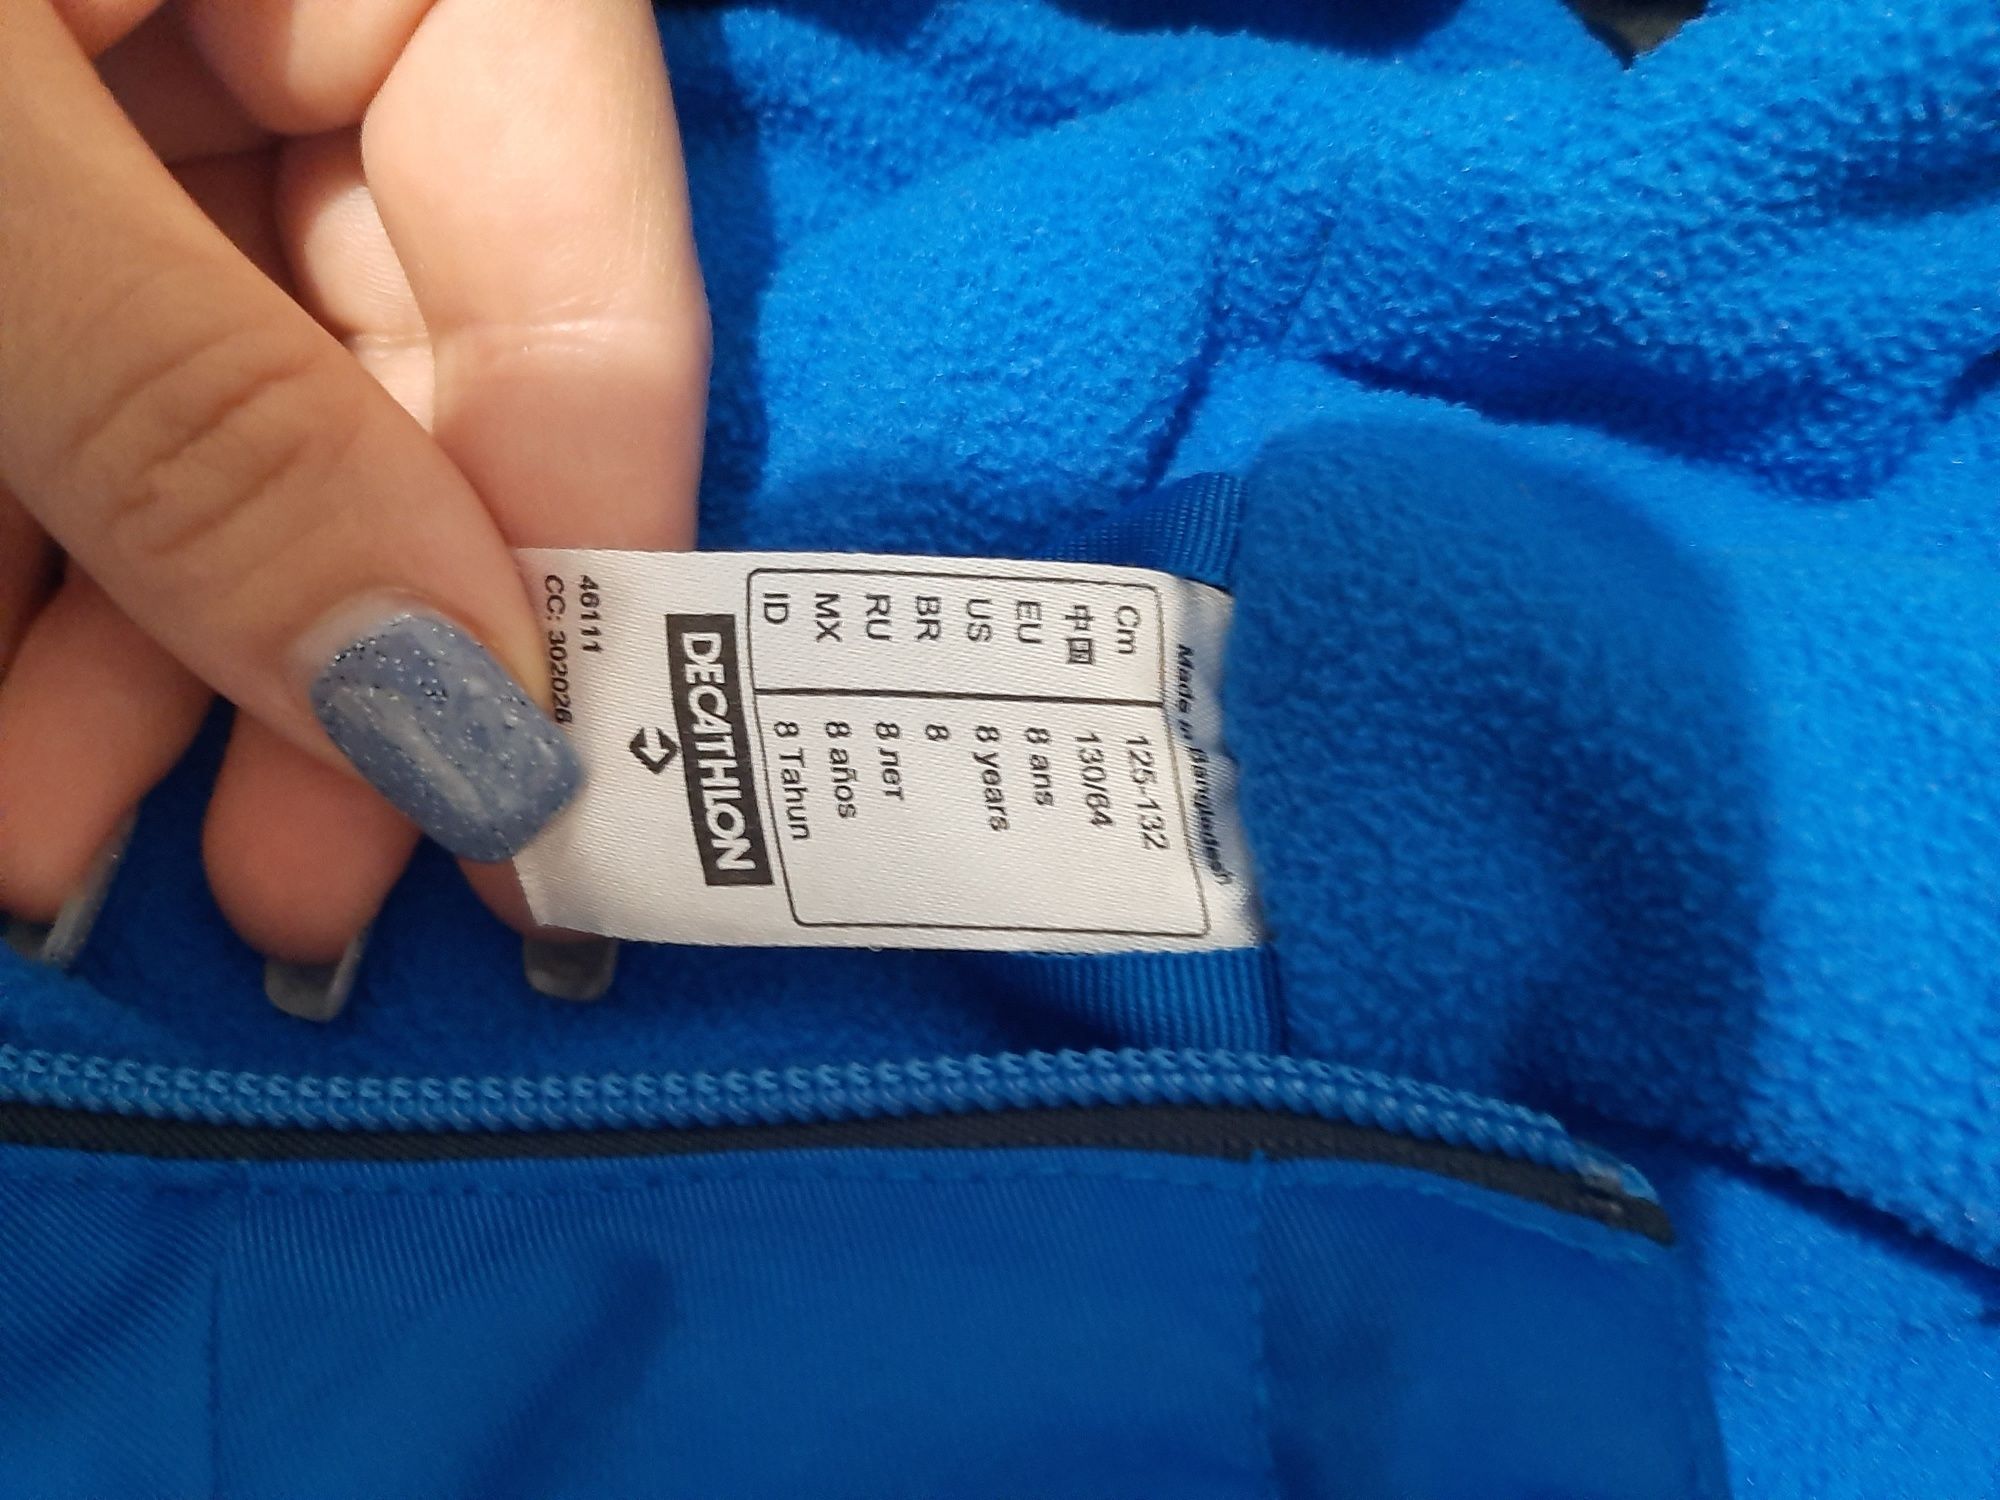 Made in Bangladesh
Cm 125-132
中国 130/64
EU 8 ans
US 8 years
BR 8
RU 8 лет
MX 8 años
ID 8 Tahun
DECATHLON
46111
CC: 302026